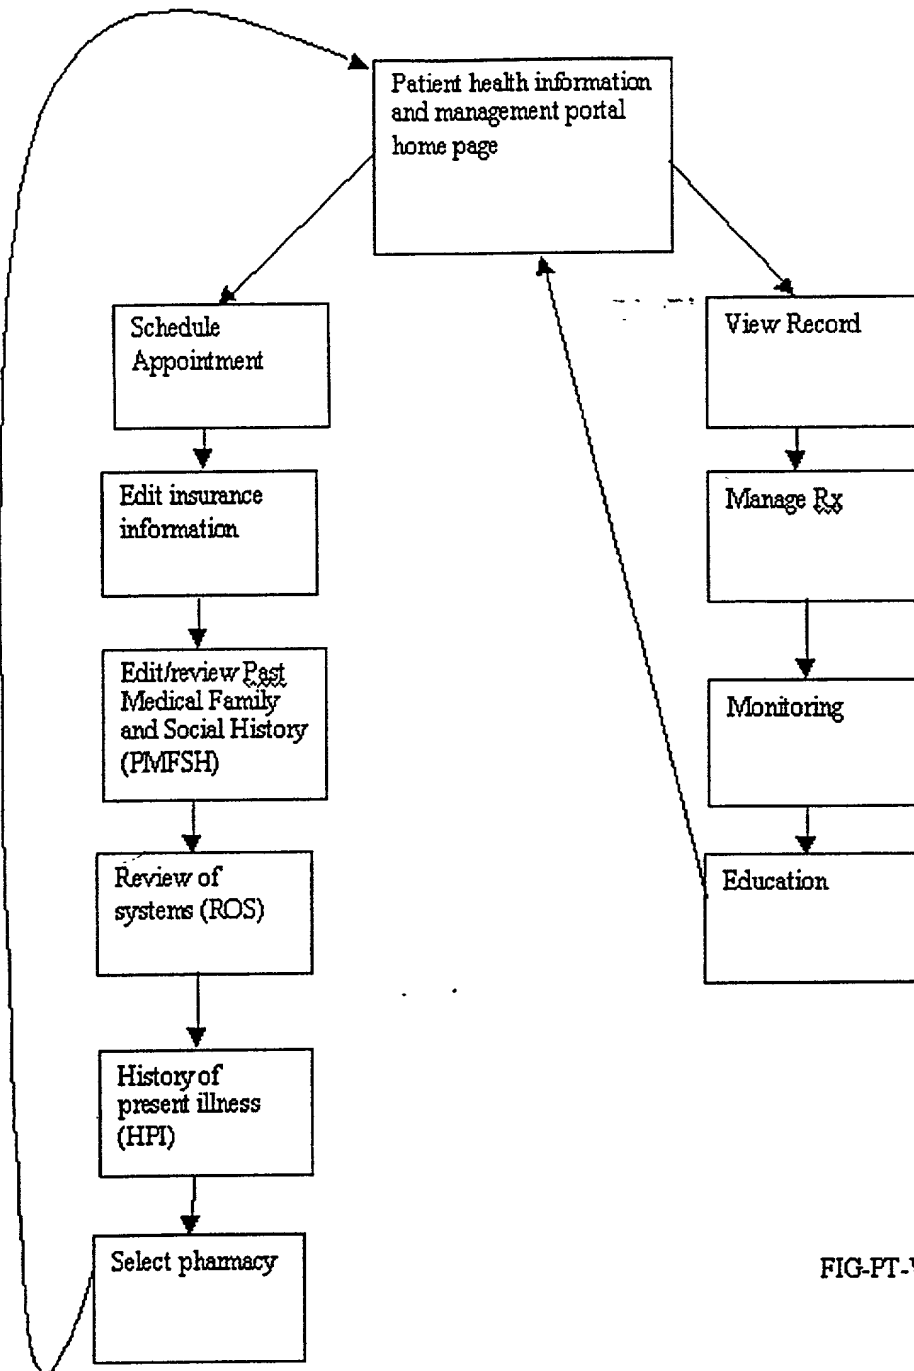 Patient health information
and management portal
home page
Schedule
Appointment
View Record
Edit insurance
information
Manage Rx
Edit/review Past
Medical Family
and Social History
(PMFSH)
Monitoring
Review of
systems (ROS)
Education
History of
present illness
(HPI)
Select pharmacy
FIG-PT-